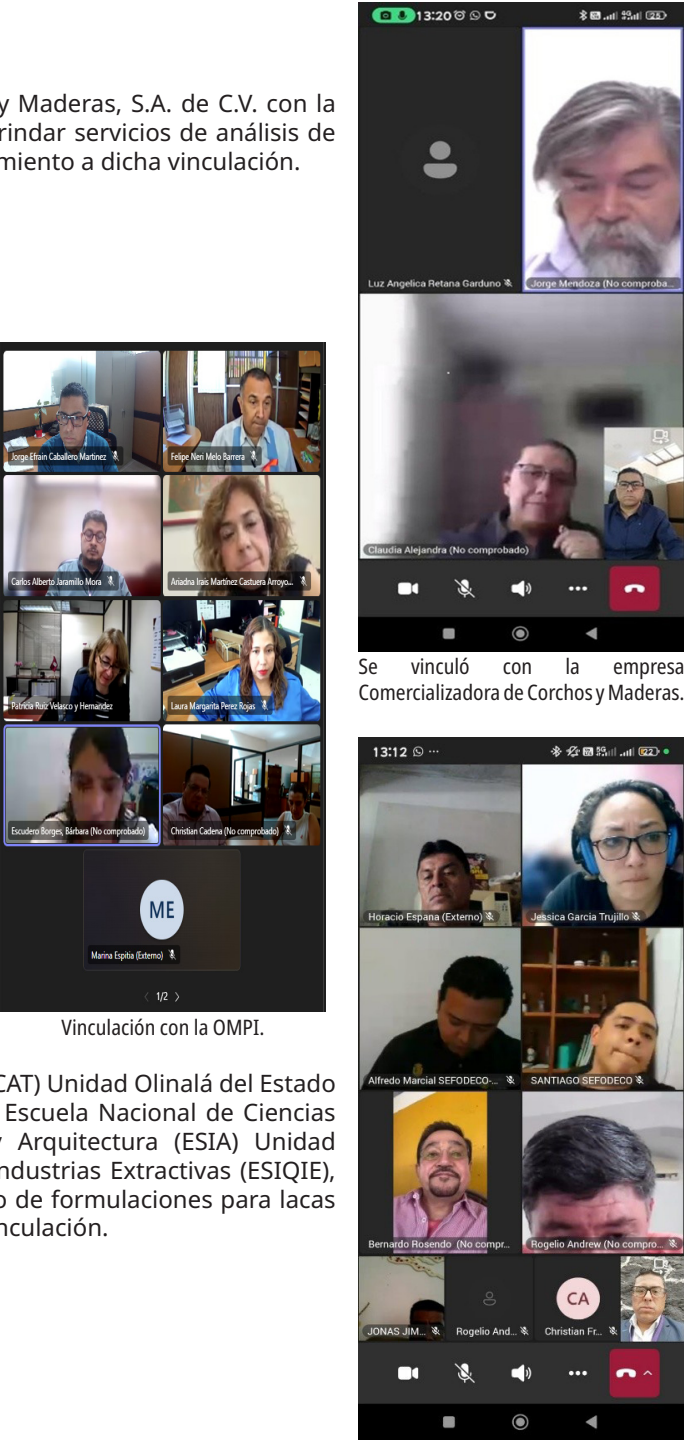 y Maderas, S.A. de C.V. con la
rindar servicios de análisis de
miento a dicha vinculación.
Jorge Efrain Caballero Martinez
Felipe Neri Melo Barrera
Carlos Alberto Jaramillo Mora
Ariadna Irais Martinez Castuera Arroyo...
Patricia Ruiz Velasco y Hernandez
Laura Margarita Perez Rojas
Escudero Borges, Bárbara (No comprobado)
Christian Cadena (No comprobado)
ME
Marina Espitia (Externo)
1/2
Vinculación con la OMPI.
CAT) Unidad Olinalá del Estado
Escuela Nacional de Ciencias
y Arquitectura (ESIA) Unidad
ndustrias Extractivas (ESIQIE),
o de formulaciones para lacas
nculación.
13:20
4G
25
Luz Angelica Retana Garduno
Jorge Mendoza (No comproba...
Claudia Alejandra (No comprobado)
Se vinculó con la empresa
Comercializadora de Corchos y Maderas.
13:12 ...
5G
22
Horacio Espana (Externo)
Jessica Garcia Trujillo
Alfredo Marcial SEFODECO-...
SANTIAGO SEFODECO
Bernardo Rosendo (No compr...
Rogelio Andrew (No compro...
JONAS JIM...
Rogelio And...
CA
Christian Fr...